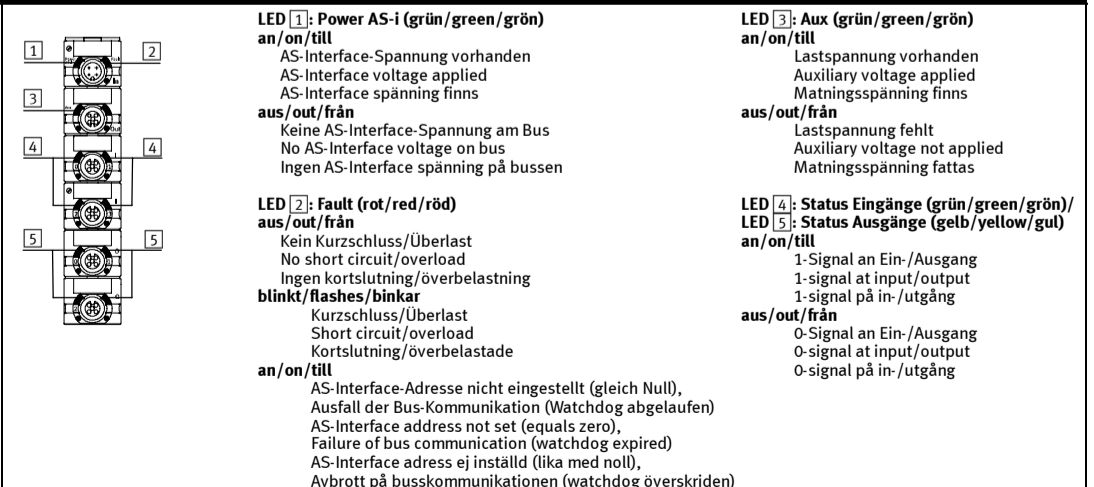 1
2
3
4
4
5
5
LED 1: Power AS-i (grün/green/grön)
an/on/till
AS-Interface-Spannung vorhanden
AS-Interface voltage applied
AS-Interface spänning finns
aus/out/från
Keine AS-Interface-Spannung am Bus
No AS-Interface voltage on bus
Ingen AS-Interface spänning på bussen
LED 2: Fault (rot/red/röd)
aus/out/från
Kein Kurzschluss/Überlast
No short circuit/overload
Ingen kortslutning/överbelastning
blinkt/flashes/binkar
Kurzschluss/Überlast
Short circuit/overload
Kortslutning/överbelastade
an/on/till
AS-Interface-Adresse nicht eingestellt (gleich Null),
Ausfall der Bus-Kommunikation (Watchdog abgelaufen)
AS-Interface address not set (equals zero),
Failure of bus communication (watchdog expired)
AS-Interface adress ej inställd (lika med noll),
Avbrott på busskommunikationen (watchdog överskriden)
LED 3: Aux (grün/green/grön)
an/on/till
Lastspannung vorhanden
Auxiliary voltage applied
Matningsspänning finns
aus/out/från
Lastspannung fehlt
Auxiliary voltage not applied
Matningsspänning fattas
LED 4: Status Eingänge (grün/green/grön)/
LED 5: Status Ausgänge (gelb/yellow/gul)
an/on/till
1-Signal an Ein-/Ausgang
1-signal at input/output
1-signal på in-/utgång
aus/out/från
0-Signal an Ein-/Ausgang
0-signal at input/output
0-signal på in-/utgång